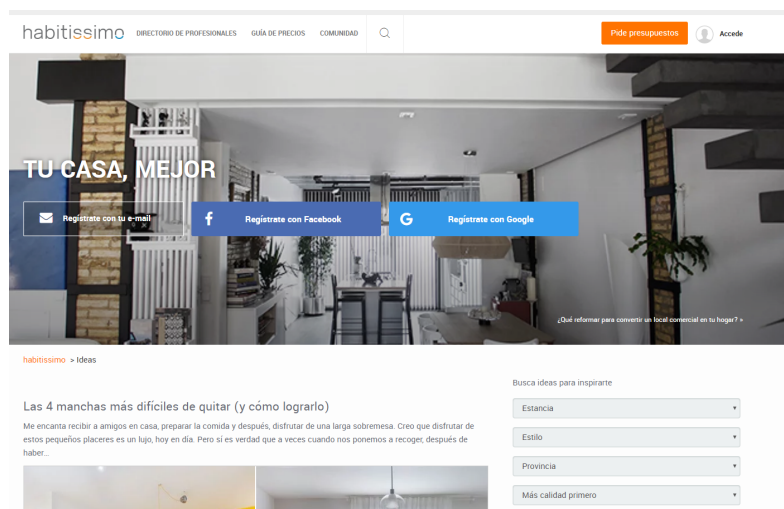 habitissimo
DIRECTORIO DE PROFESIONALES
GUÍA DE PRECIOS
COMUNIDAD
Pide presupuestos
Accede
TU CASA, MEJOR
Regístrate con tu e-mail
f Regístrate con Facebook
G Regístrate con Google
¿Qué reformar para convertir un local comercial en tu hogar? »
habitissimo > Ideas
Las 4 manchas más difíciles de quitar (y cómo lograrlo)
Me encanta recibir a amigos en casa, preparar la comida y después, disfrutar de una larga sobremesa. Creo que disfrutar de
estos pequeños placeres es un lujo, hoy en día. Pero sí es verdad que a veces cuando nos ponemos a recoger, después de
haber...
Busca ideas para inspirarte
Estancia
Estilo
Provincia
Más calidad primero